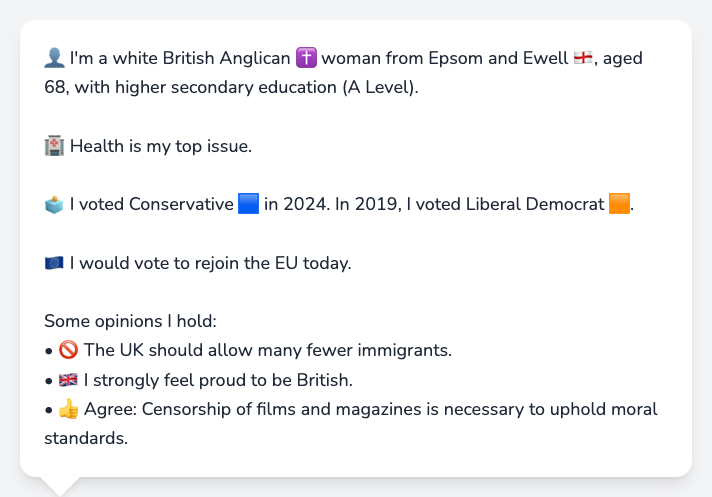 👤 I'm a white British Anglican ✝️ woman from Epsom and Ewell 🏴󠁧󠁢󠁥󠁮󠁧󠁿, aged
68, with higher secondary education (A Level).
🏥 Health is my top issue.
🗳️ I voted Conservative 🟦 in 2024. In 2019, I voted Liberal Democrat 🟧.
🇪🇺 I would vote to rejoin the EU today.
Some opinions I hold:
• 🚫 The UK should allow many fewer immigrants.
• 🇬🇧 I strongly feel proud to be British.
• 👍 Agree: Censorship of films and magazines is necessary to uphold moral
standards.